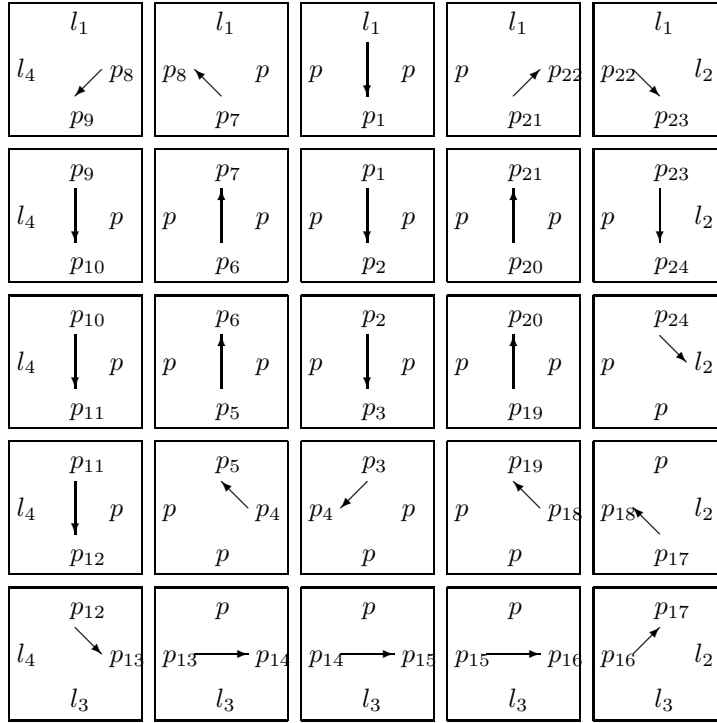 l₁ l₁ l₁ l₁ l₁
l₄ p₈ p₈ p p p p p₂₂ p₂₂ l₂
p₉ p₇ p₁ p₂₁ p₂₃
p₉ p₇ p₁ p₂₁ p₂₃
l₄ p p p p p p p p l₂
p₁₀ p₆ p₂ p₂₀ p₂₄
p₁₀ p₆ p₂ p₂₀ p₂₄
l₄ p p p p p p p p l₂
p₁₁ p₅ p₃ p₁₉ p
p₁₁ p₅ p₃ p₁₉ p
l₄ p p p₄ p₄ p p p₁₈ p₁₈ l₂
p₁₂ p p p p₁₇
p₁₂ p p p p₁₇
l₄ p₁₃ p₁₃ p₁₄ p₁₄ p₁₅ p₁₅ p₁₆ p₁₆ l₂
l₃ l₃ l₃ l₃ l₃